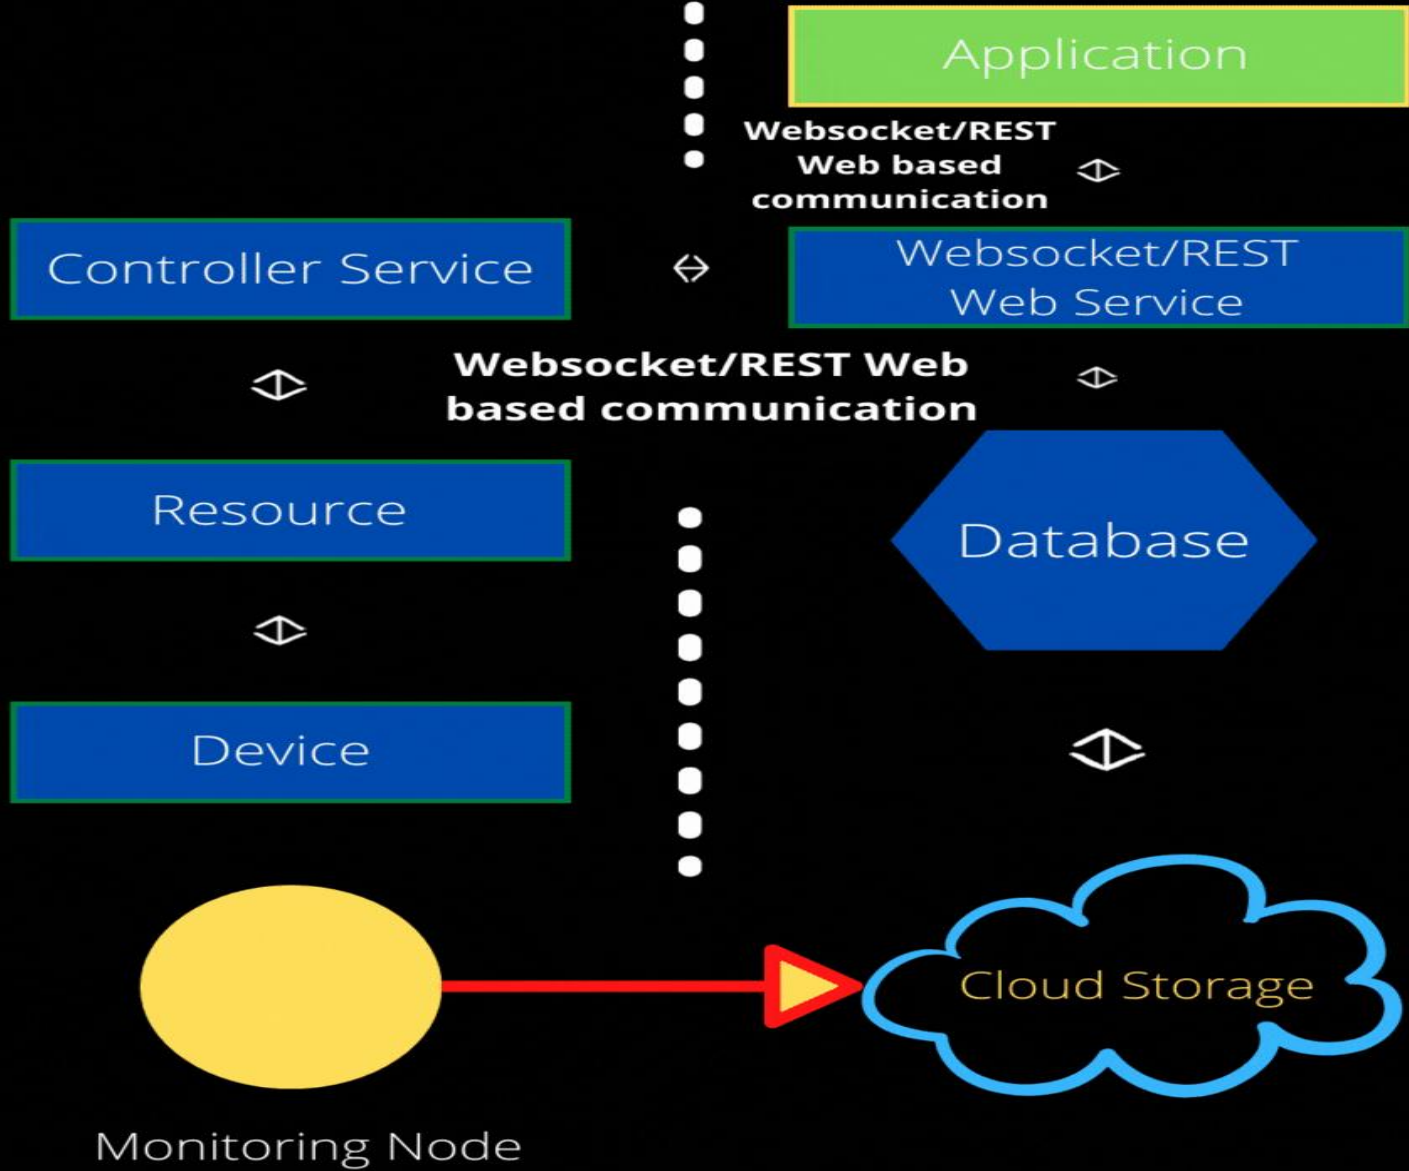 Application
Websocket/REST
Web based
communication
Controller Service
Websocket/REST
Web Service
Websocket/REST Web
based communication
Resource
Database
Device
Cloud Storage
Monitoring Node